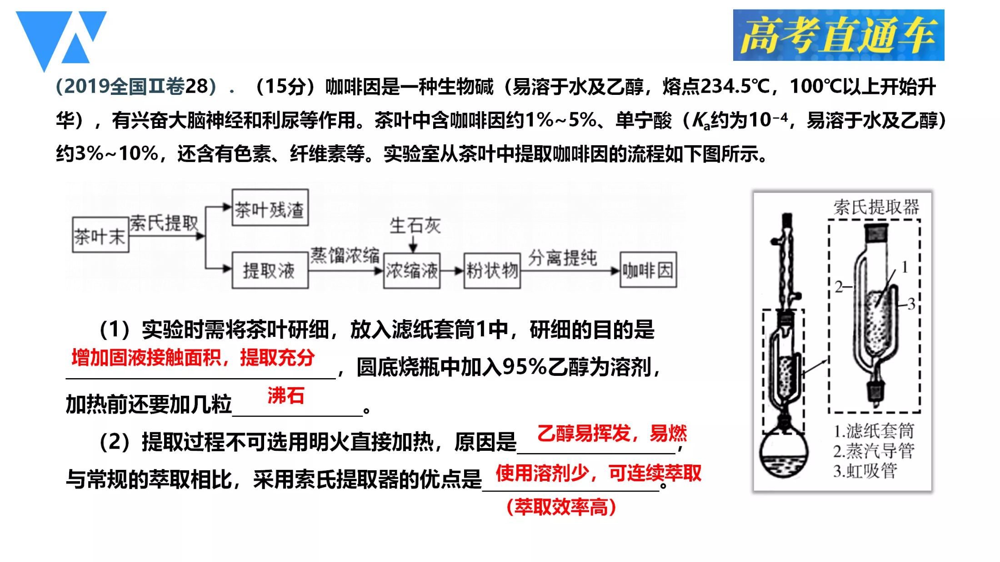 高考直通车
(2019全国Ⅱ卷28）．（15分）咖啡因是一种生物碱（易溶于水及乙醇，熔点234.5℃，100℃以上开始升
华），有兴奋大脑神经和利尿等作用。茶叶中含咖啡因约1%~5%、单宁酸（Ka约为10⁻⁴，易溶于水及乙醇）
约3%~10%，还含有色素、纤维素等。实验室从茶叶中提取咖啡因的流程如下图所示。
茶叶末
索氏提取
茶叶残渣
提取液
蒸馏浓缩
生石灰
浓缩液
粉状物
分离提纯
咖啡因
索氏提取器
1
2
3
1.滤纸套筒
2.蒸汽导管
3.虹吸管
（1）实验时需将茶叶研细，放入滤纸套筒1中，研细的目的是
增加固液接触面积，提取充分，圆底烧瓶中加入95%乙醇为溶剂，
加热前还要加几粒沸石。
（2）提取过程不可选用明火直接加热，原因是乙醇易挥发，易燃，
与常规的萃取相比，采用索氏提取器的优点是使用溶剂少，可连续萃取。
（萃取效率高）